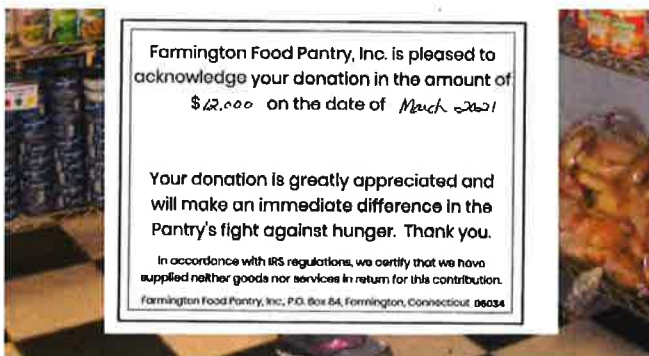 Farmington Food Pantry, Inc. is pleased to
acknowledge your donation in the amount of
$12,000 on the date of March 2021
Your donation is greatly appreciated and
will make an immediate difference in the
Pantry's fight against hunger. Thank you.
In accordance with IRS regulations, we certify that we have
supplied neither goods nor services in return for this contribution.
Farmington Food Pantry, Inc., P.O. Box 84, Farmington, Connecticut 06034